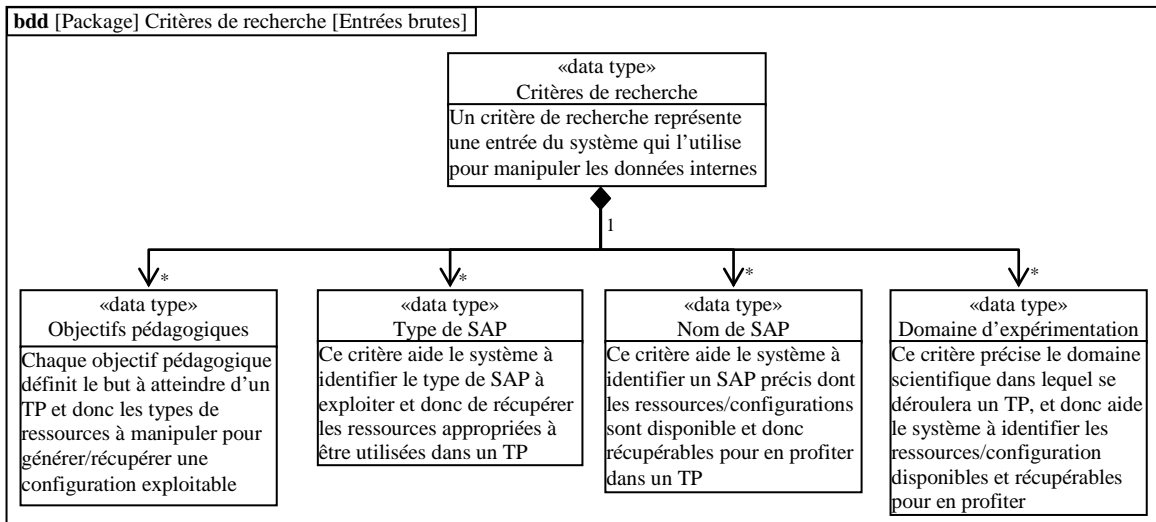 bdd [Package] Critères de recherche [Entrées brutes]
«data type»
Critères de recherche
Un critère de recherche représente
une entrée du système qui l’utilise
pour manipuler les données internes
1
*
*
*
*
«data type»
Objectifs pédagogiques
Chaque objectif pédagogique
définit le but à atteindre d’un
TP et donc les types de
ressources à manipuler pour
générer/récupérer une
configuration exploitable
«data type»
Type de SAP
Ce critère aide le système à
identifier le type de SAP à
exploiter et donc de récupérer
les ressources appropriées à
être utilisées dans un TP
«data type»
Nom de SAP
Ce critère aide le système à
identifier un SAP précis dont
les ressources/configurations
sont disponible et donc
récupérables pour en profiter
dans un TP
«data type»
Domaine d’expérimentation
Ce critère précise le domaine
scientifique dans lequel se
déroulera un TP, et donc aide
le système à identifier les
ressources/configuration
disponibles et récupérables
pour en profiter